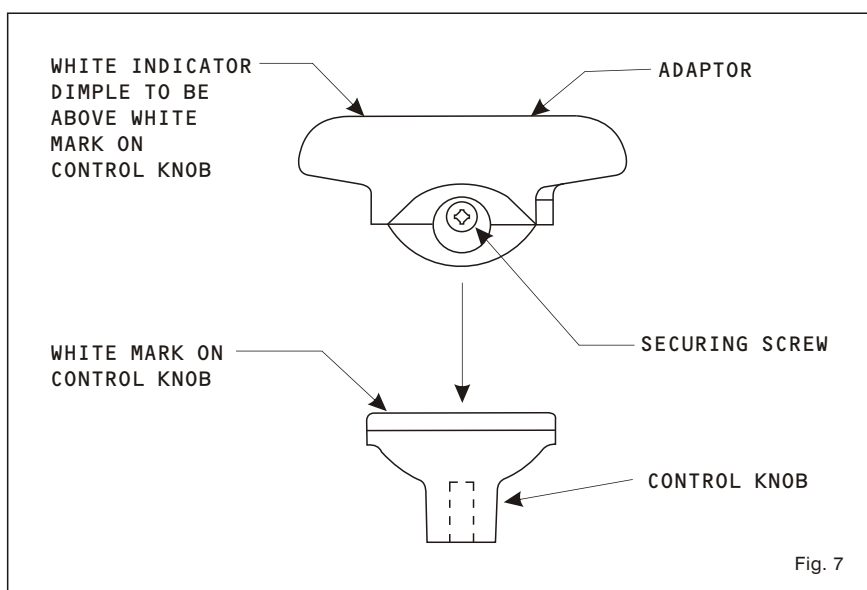 WHITE INDICATOR
DIMPLE TO BE
ABOVE WHITE
MARK ON
CONTROL KNOB
ADAPTOR
SECURING SCREW
WHITE MARK ON
CONTROL KNOB
CONTROL KNOB
Fig. 7